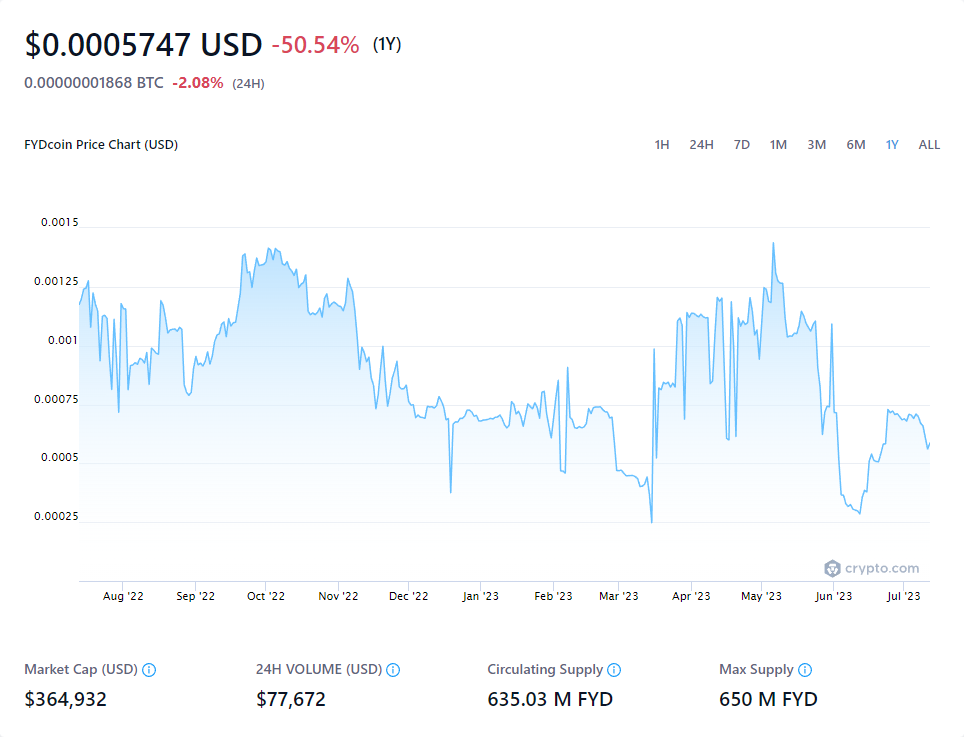 $0.0005747 USD -50.54% (1Y)
0.00000001868 BTC -2.08% (24H)
FYDcoin Price Chart (USD) 1H 24H 7D 1M 3M 6M 1Y ALL
0.0015
0.00125
0.001
0.00075
0.0005
0.00025
crypto.com
Aug '22 Sep '22 Oct '22 Nov '22 Dec '22 Jan '23 Feb '23 Mar '23 Apr '23 May '23 Jun '23 Jul '23
Market Cap (USD) 24H VOLUME (USD) Circulating Supply Max Supply
$364,932 $77,672 635.03 M FYD 650 M FYD